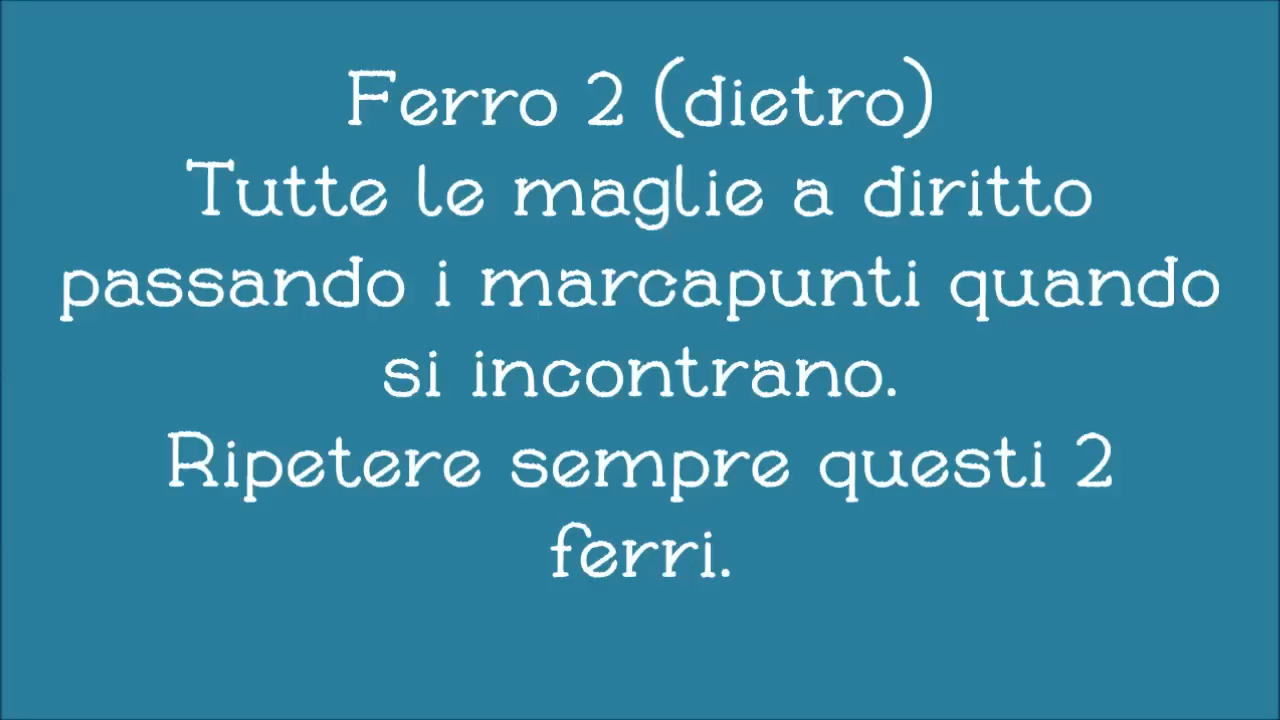 Ferro 2 (dietro)
Tutte le maglie a diritto
passando i marcapunti quando
si incontrano.
Ripetere sempre questi 2
ferri.